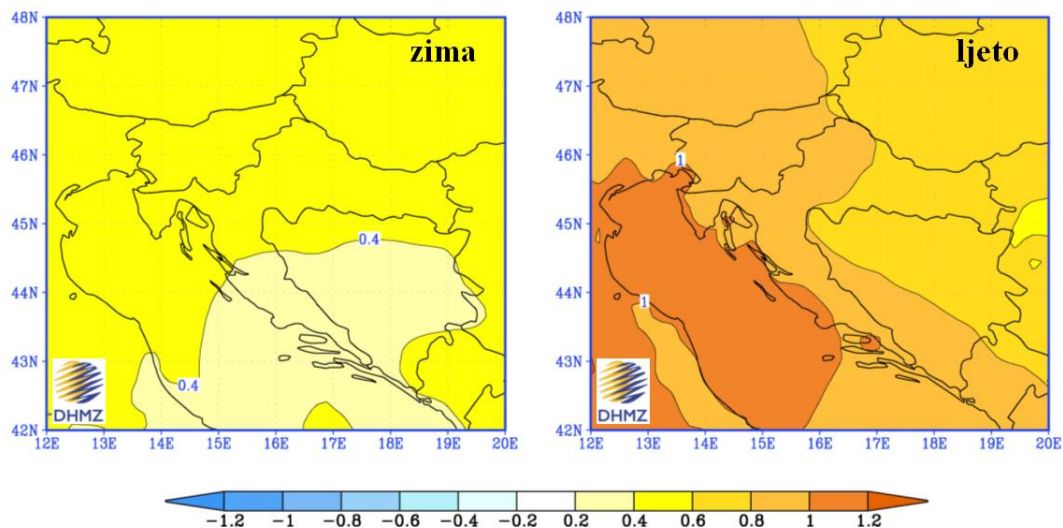 zima
48N
47N
46N
45N
44N
43N
42N
12E 13E 14E 15E 16E 17E 18E 19E 20E
0.4
0.4
DHMZ
ljeto
48N
47N
46N
45N
44N
43N
42N
12E 13E 14E 15E 16E 17E 18E 19E 20E
1
1
DHMZ
-1.2 -1 -0.8 -0.6 -0.4 -0.2 0.2 0.4 0.6 0.8 1 1.2